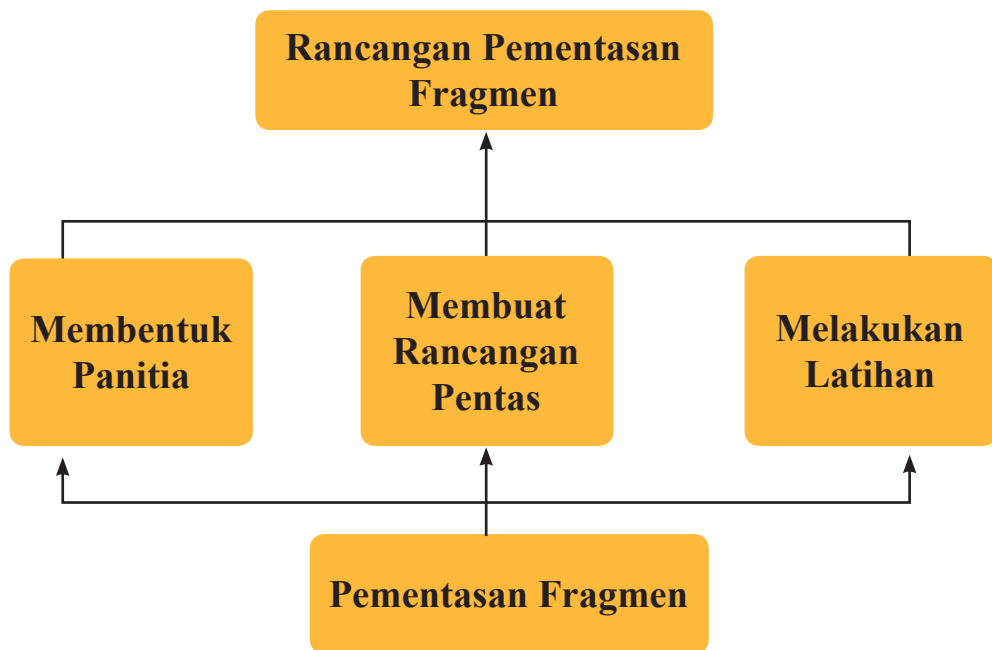 Rancangan Pementasan
Fragmen
Membentuk
Panitia
Membuat
Rancangan
Pentas
Melakukan
Latihan
Pementasan Fragmen